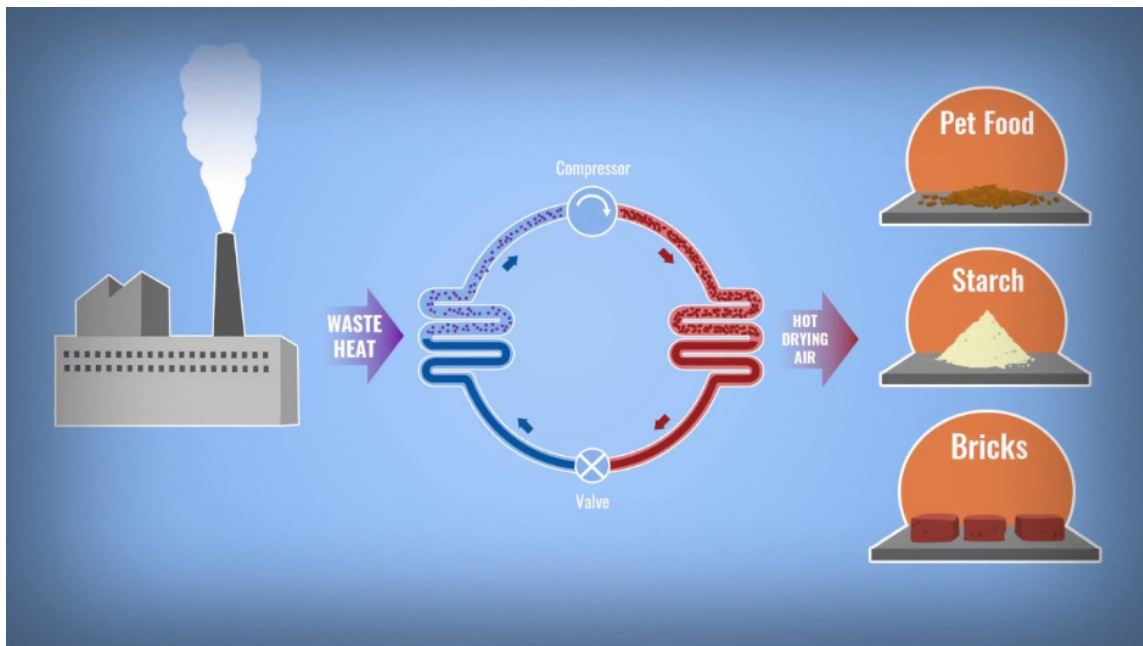 Compressor
WASTE
HEAT
HOT
DRYING
AIR
Valve
Pet Food
Starch
Bricks